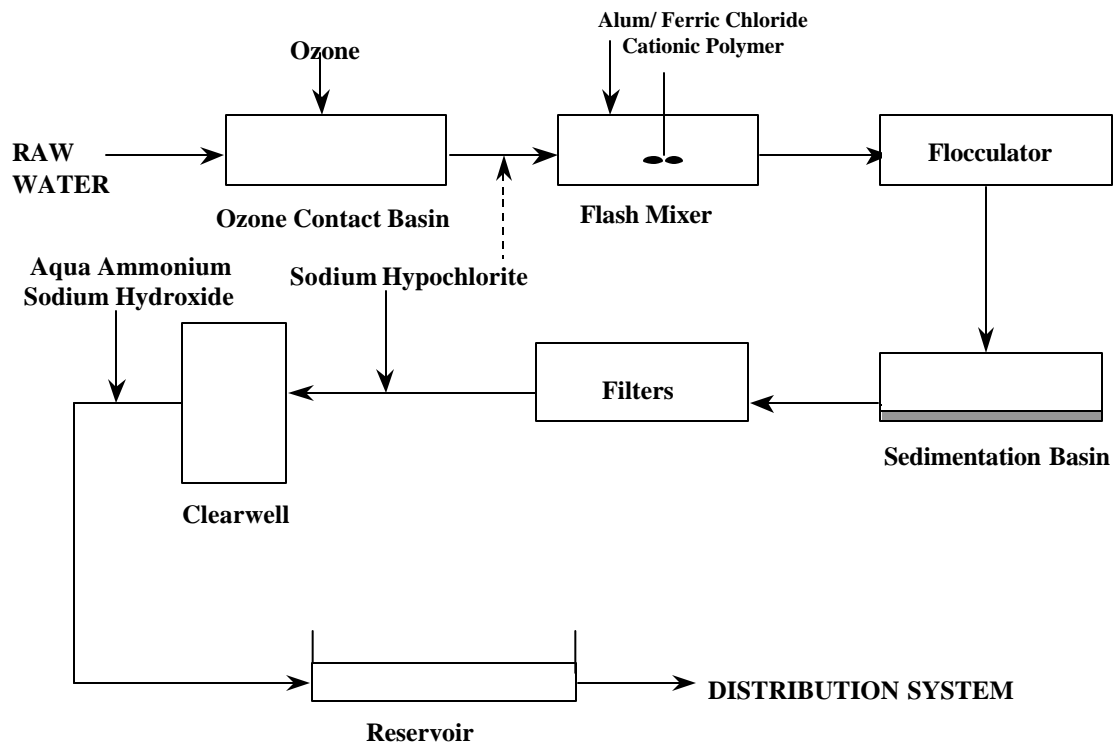 Alum/ Ferric Chloride
Cationic Polymer
Ozone
RAW
WATER
Ozone Contact Basin
Flash Mixer
Flocculator
Aqua Ammonium
Sodium Hydroxide
Sodium Hypochlorite
Filters
Sedimentation Basin
Clearwell
DISTRIBUTION SYSTEM
Reservoir